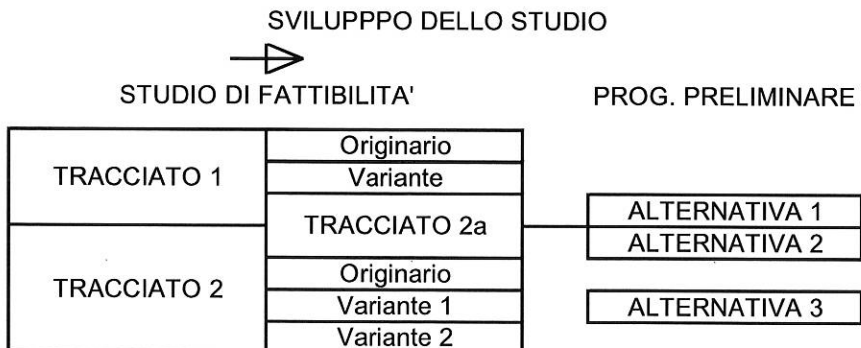 SVILUPPPO DELLO STUDIO
STUDIO DI FATTIBILITA'
PROG. PRELIMINARE
TRACCIATO 1
Originario
Variante
TRACCIATO 2a
TRACCIATO 2
Originario
Variante 1
Variante 2
ALTERNATIVA 1
ALTERNATIVA 2
ALTERNATIVA 3